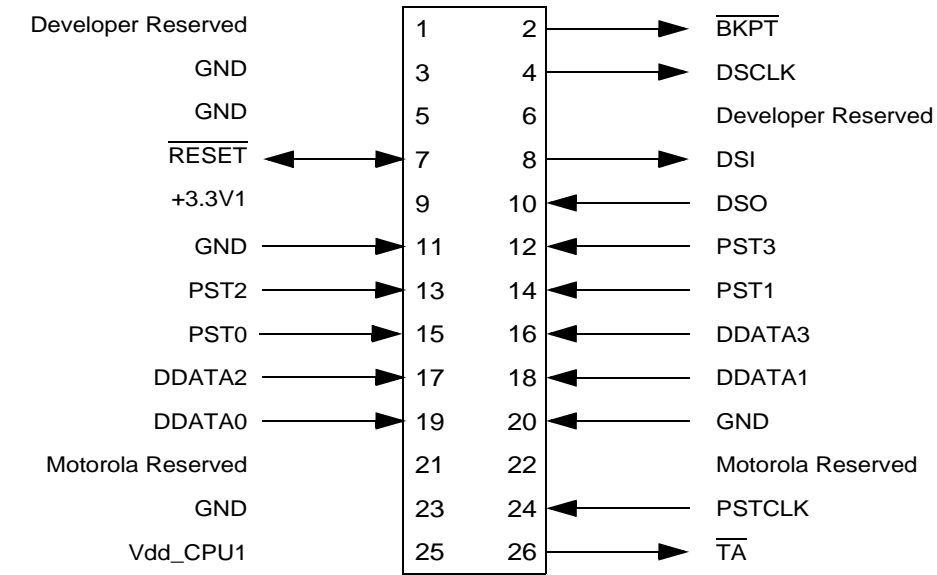 Developer Reserved 1 2 BKPT
GND 3 4 DSCLK
GND 5 6 Developer Reserved
RESET 7 8 DSI
+3.3V1 9 10 DSO
GND 11 12 PST3
PST2 13 14 PST1
PST0 15 16 DDATA3
DDATA2 17 18 DDATA1
DDATA0 19 20 GND
Motorola Reserved 21 22 Motorola Reserved
GND 23 24 PSTCLK
Vdd_CPU1 25 26 TA